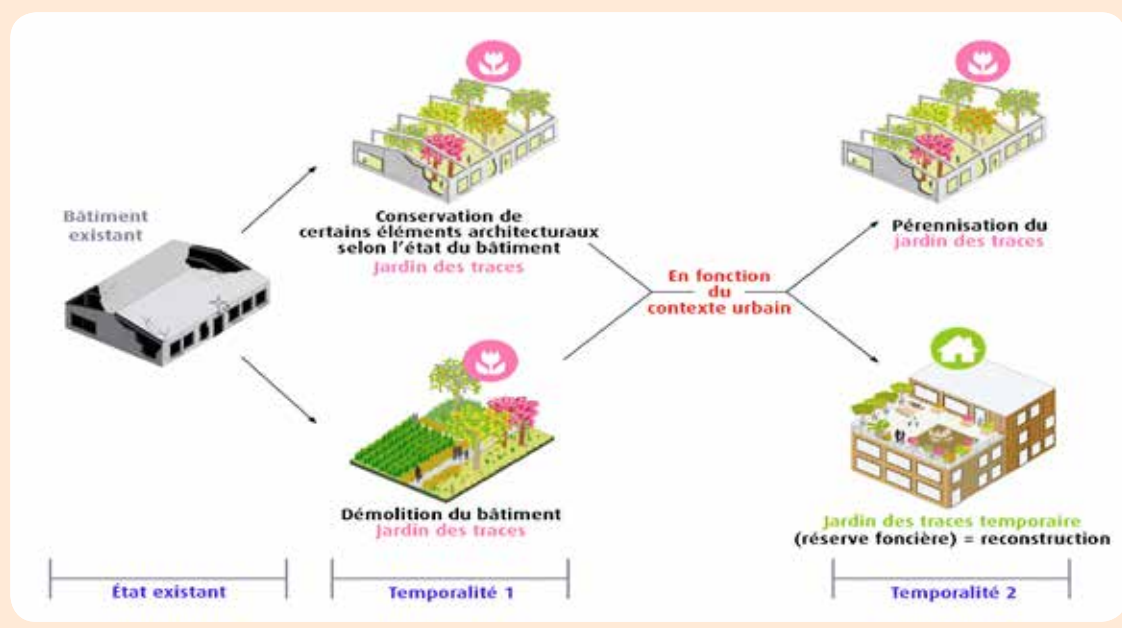 Bâtiment
existant
Conservation de
certains éléments architecturaux
selon l'état du bâtiment
Jardin des traces
Démolition du bâtiment
Jardin des traces
En fonction
du
contexte urbain
Pérennisation du
jardin des traces
Jardin des traces temporaire
(réserve foncière) = reconstruction
État existant
Temporalité 1
Temporalité 2